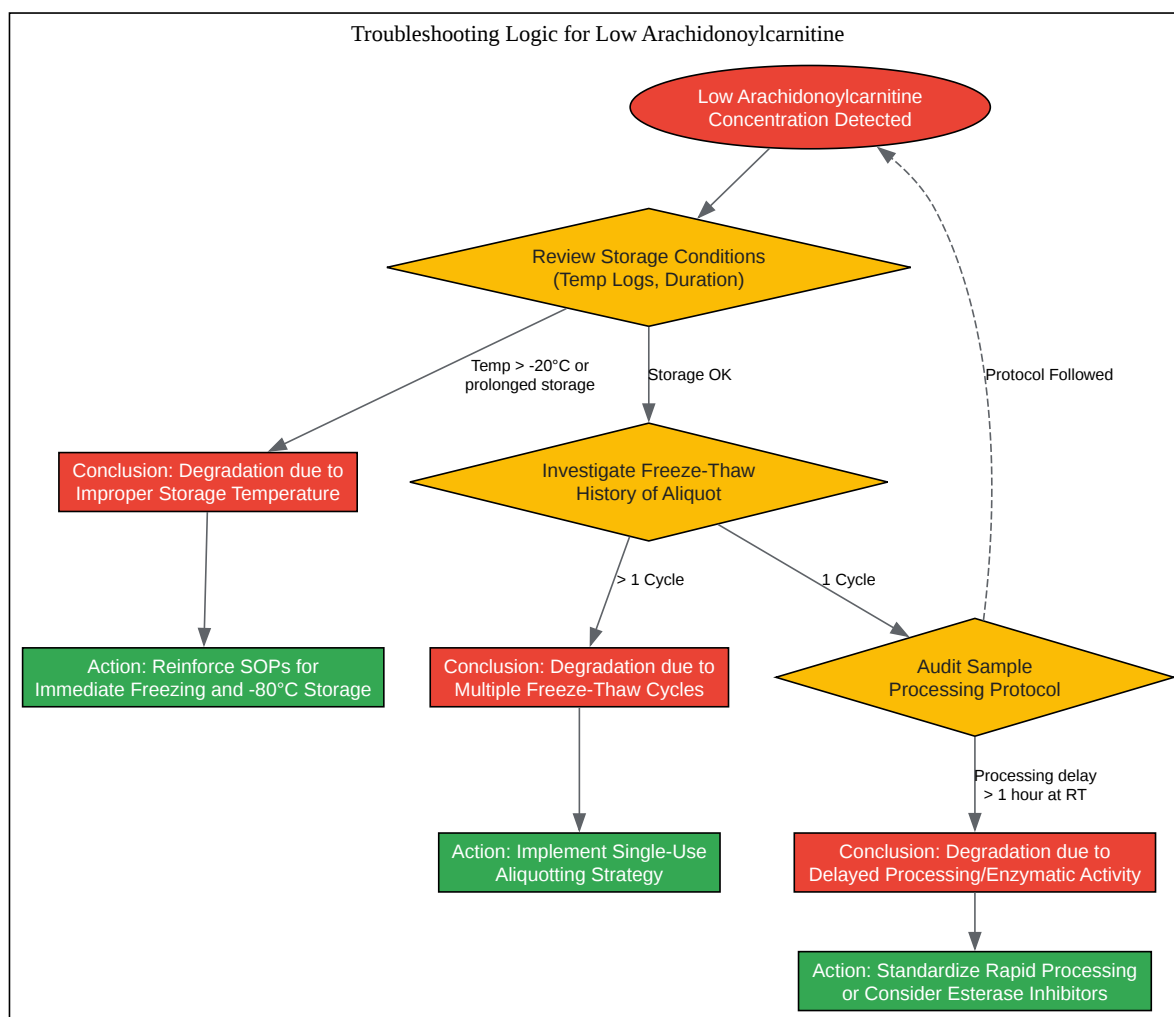 Troubleshooting Logic for Low Arachidonoylcarnitine
Low Arachidonoylcarnitine
Concentration Detected
Review Storage Conditions
(Temp Logs, Duration)
Temp > -20°C or
prolonged storage
Storage OK
Protocol Followed
Conclusion: Degradation due to
Improper Storage Temperature
Investigate Freeze-Thaw
History of Aliquot
> 1 Cycle
1 Cycle
Action: Reinforce SOPs for
Immediate Freezing and -80°C Storage
Conclusion: Degradation due to
Multiple Freeze-Thaw Cycles
Audit Sample
Processing Protocol
Processing delay
> 1 hour at RT
Action: Implement Single-Use
Aliquotting Strategy
Conclusion: Degradation due to
Delayed Processing/Enzymatic Activity
Action: Standardize Rapid Processing
or Consider Esterase Inhibitors